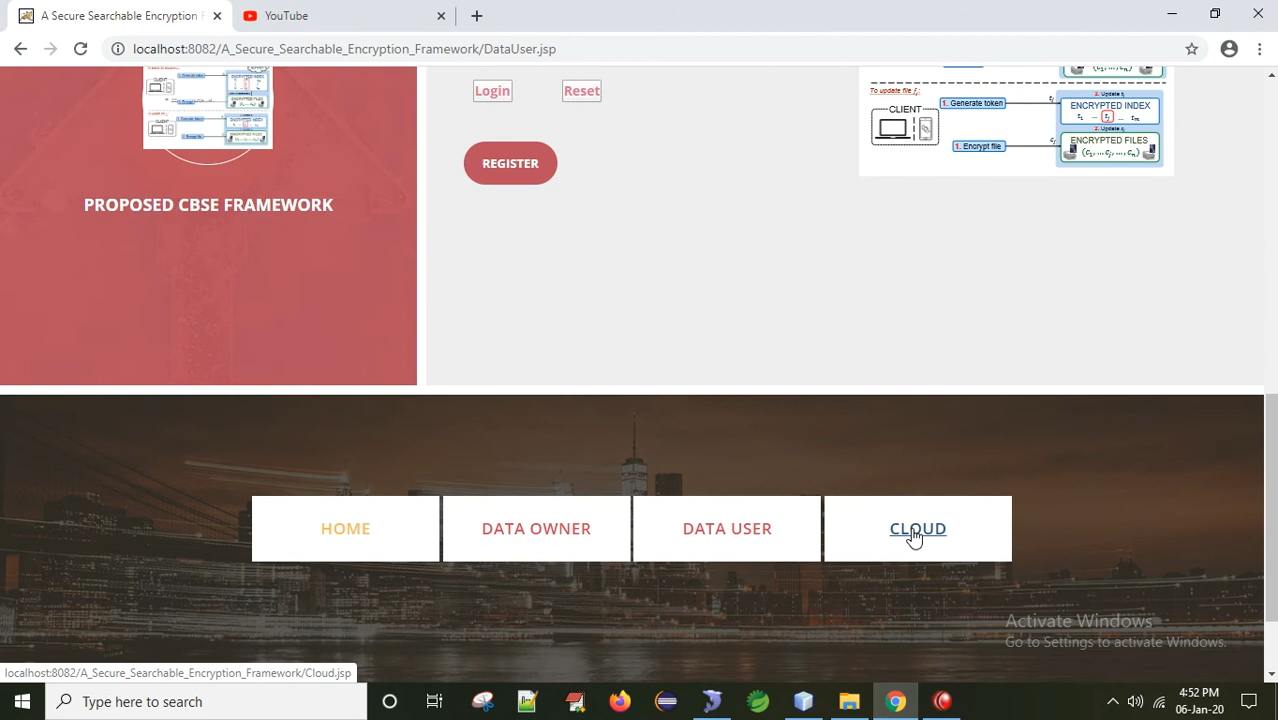 A Secure Searchable Encryption F
YouTube
localhost:8082/A_Secure_Searchable_Encryption_Framework/DataUser.jsp
PROPOSED CBSE FRAMEWORK
Login
Reset
REGISTER
To update file fⱼ:
CLIENT
1. Generate token
1. Encrypt file
ENCRYPTED INDEX
ENCRYPTED FILES
HOME
DATA OWNER
DATA USER
CLOUD
Activate Windows
Go to Settings to activate Windows.
localhost:8082/A_Secure_Searchable_Encryption_Framework/Cloud.jsp
Type here to search
4:52 PM
06-Jan-20